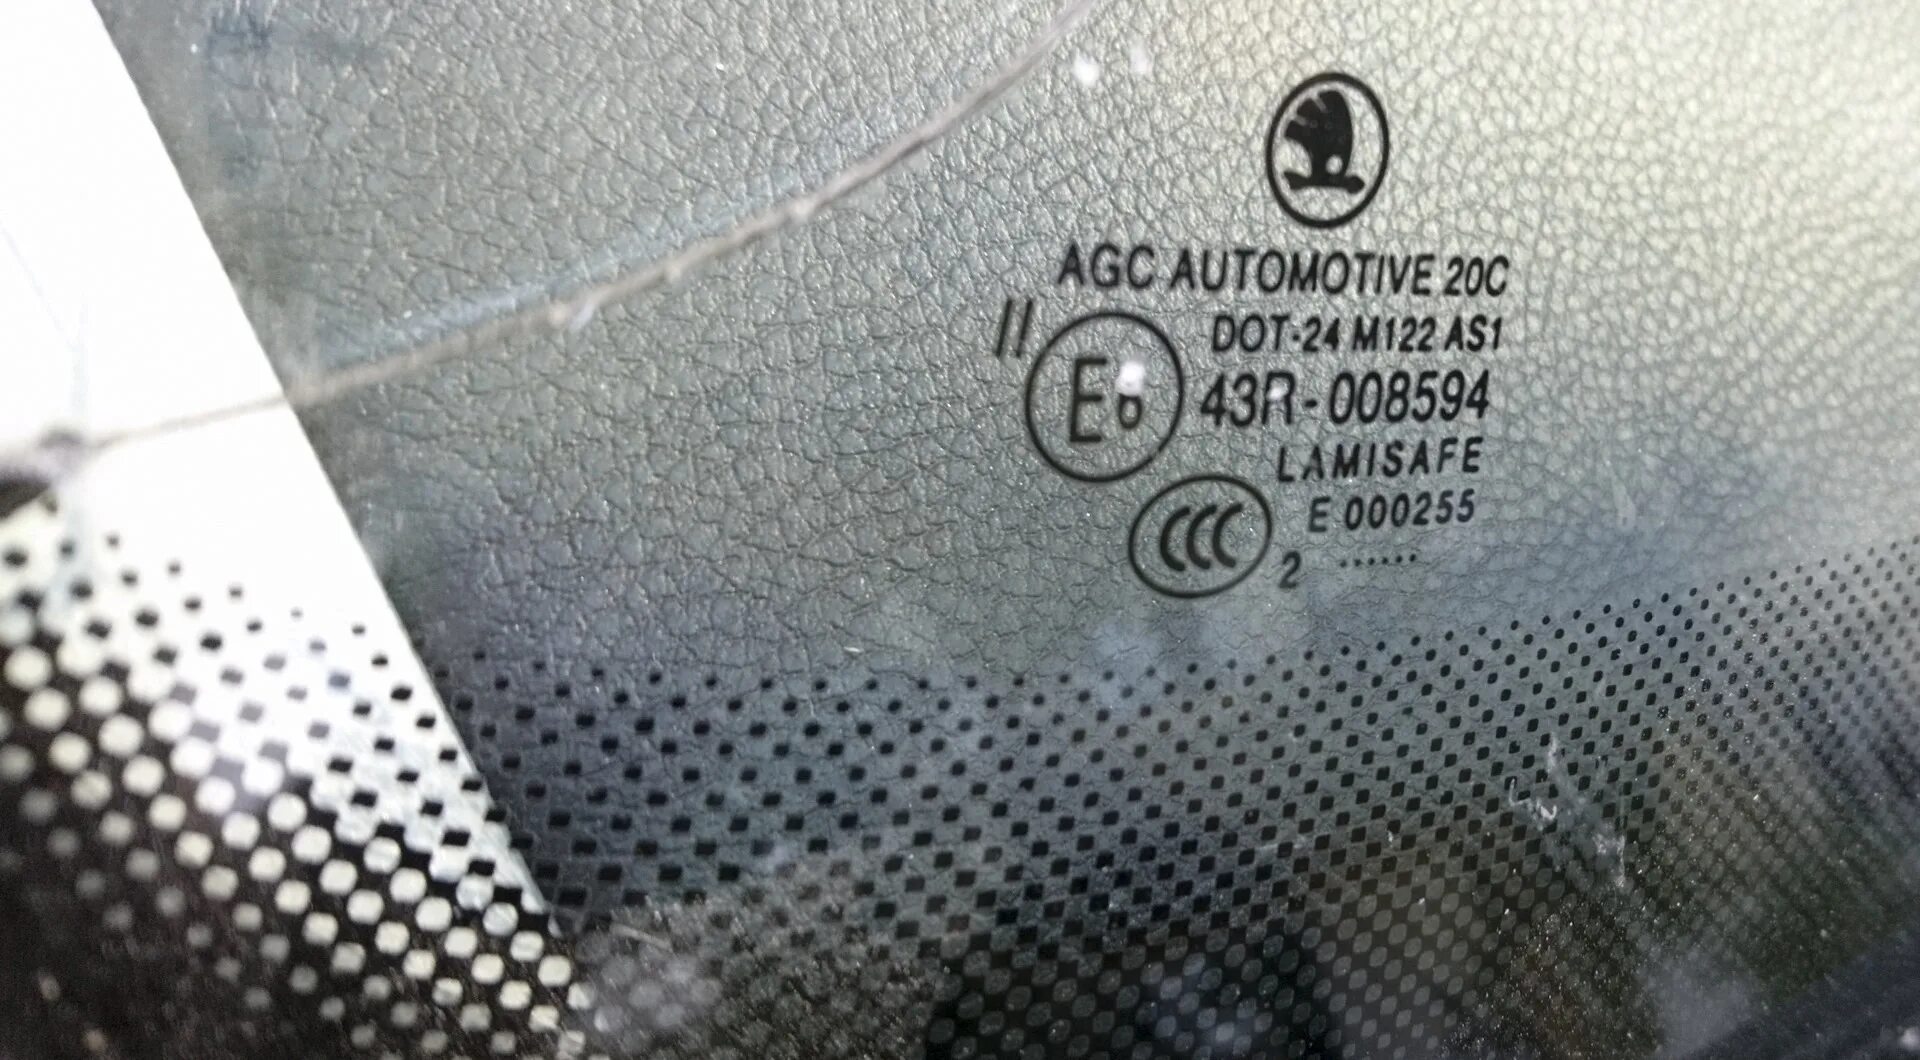 AGC AUTOMOTIVE 20C
DOT-24 M122 AS1
II
E6 43R-008594
LAMISAFE
CCC E 000255
2 ......